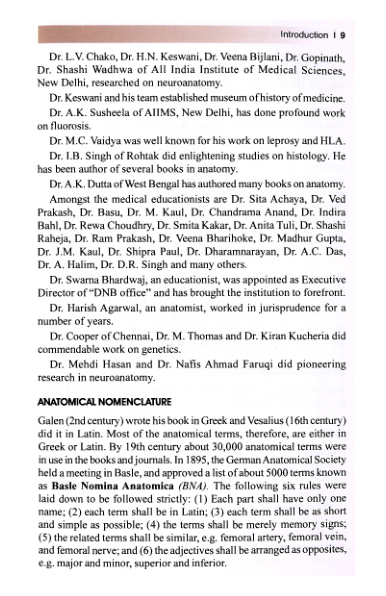 Introduction | 9
Dr. L.V. Chako, Dr. H.N. Keswani, Dr. Veena Bijlani, Dr. Gopinath,
Dr. Shashi Wadhwa of All India Institute of Medical Sciences,
New Delhi, researched on neuroanatomy.
Dr. Keswani and his team established museum of history of medicine.
Dr. A.K. Susheela of AIIMS, New Delhi, has done profound work
on fluorosis.
Dr. M.C. Vaidya was well known for his work on leprosy and HLA.
Dr. I.B. Singh of Rohtak did enlightening studies on histology. He
has been author of several books in anatomy.
Dr. A.K. Dutta of West Bengal has authored many books on anatomy.
Amongst the medical educationists are Dr. Sita Achaya, Dr. Ved
Prakash, Dr. Basu, Dr. M. Kaul, Dr. Chandrama Anand, Dr. Indira
Bahl, Dr. Rewa Choudhry, Dr. Smita Kakar, Dr. Anita Tuli, Dr. Shashi
Raheja, Dr. Ram Prakash, Dr. Veena Bharihoke, Dr. Madhur Gupta,
Dr. J.M. Kaul, Dr. Shipra Paul, Dr. Dharamnarayan, Dr. A.C. Das,
Dr. A. Halim, Dr. D.R. Singh and many others.
Dr. Swarna Bhardwaj, an educationist, was appointed as Executive
Director of "DNB office" and has brought the institution to forefront.
Dr. Harish Agarwal, an anatomist, worked in jurisprudence for a
number of years.
Dr. Cooper of Chennai, Dr. M. Thomas and Dr. Kiran Kucheria did
commendable work on genetics.
Dr. Mehdi Hasan and Dr. Nafis Ahmad Faruqi did pioneering
research in neuroanatomy.
ANATOMICAL NOMENCLATURE
Galen (2nd century) wrote his book in Greek and Vesalius (16th century)
did it in Latin. Most of the anatomical terms, therefore, are either in
Greek or Latin. By 19th century about 30,000 anatomical terms were
in use in the books and journals. In 1895, the German Anatomical Society
held a meeting in Basle, and approved a list of about 5000 terms known
as Basle Nomina Anatomica (BNA). The following six rules were
laid down to be followed strictly: (1) Each part shall have only one
name; (2) each term shall be in Latin; (3) each term shall be as short
and simple as possible; (4) the terms shall be merely memory signs;
(5) the related terms shall be similar, e.g. femoral artery, femoral vein,
and femoral nerve; and (6) the adjectives shall be arranged as opposites,
e.g. major and minor, superior and inferior.